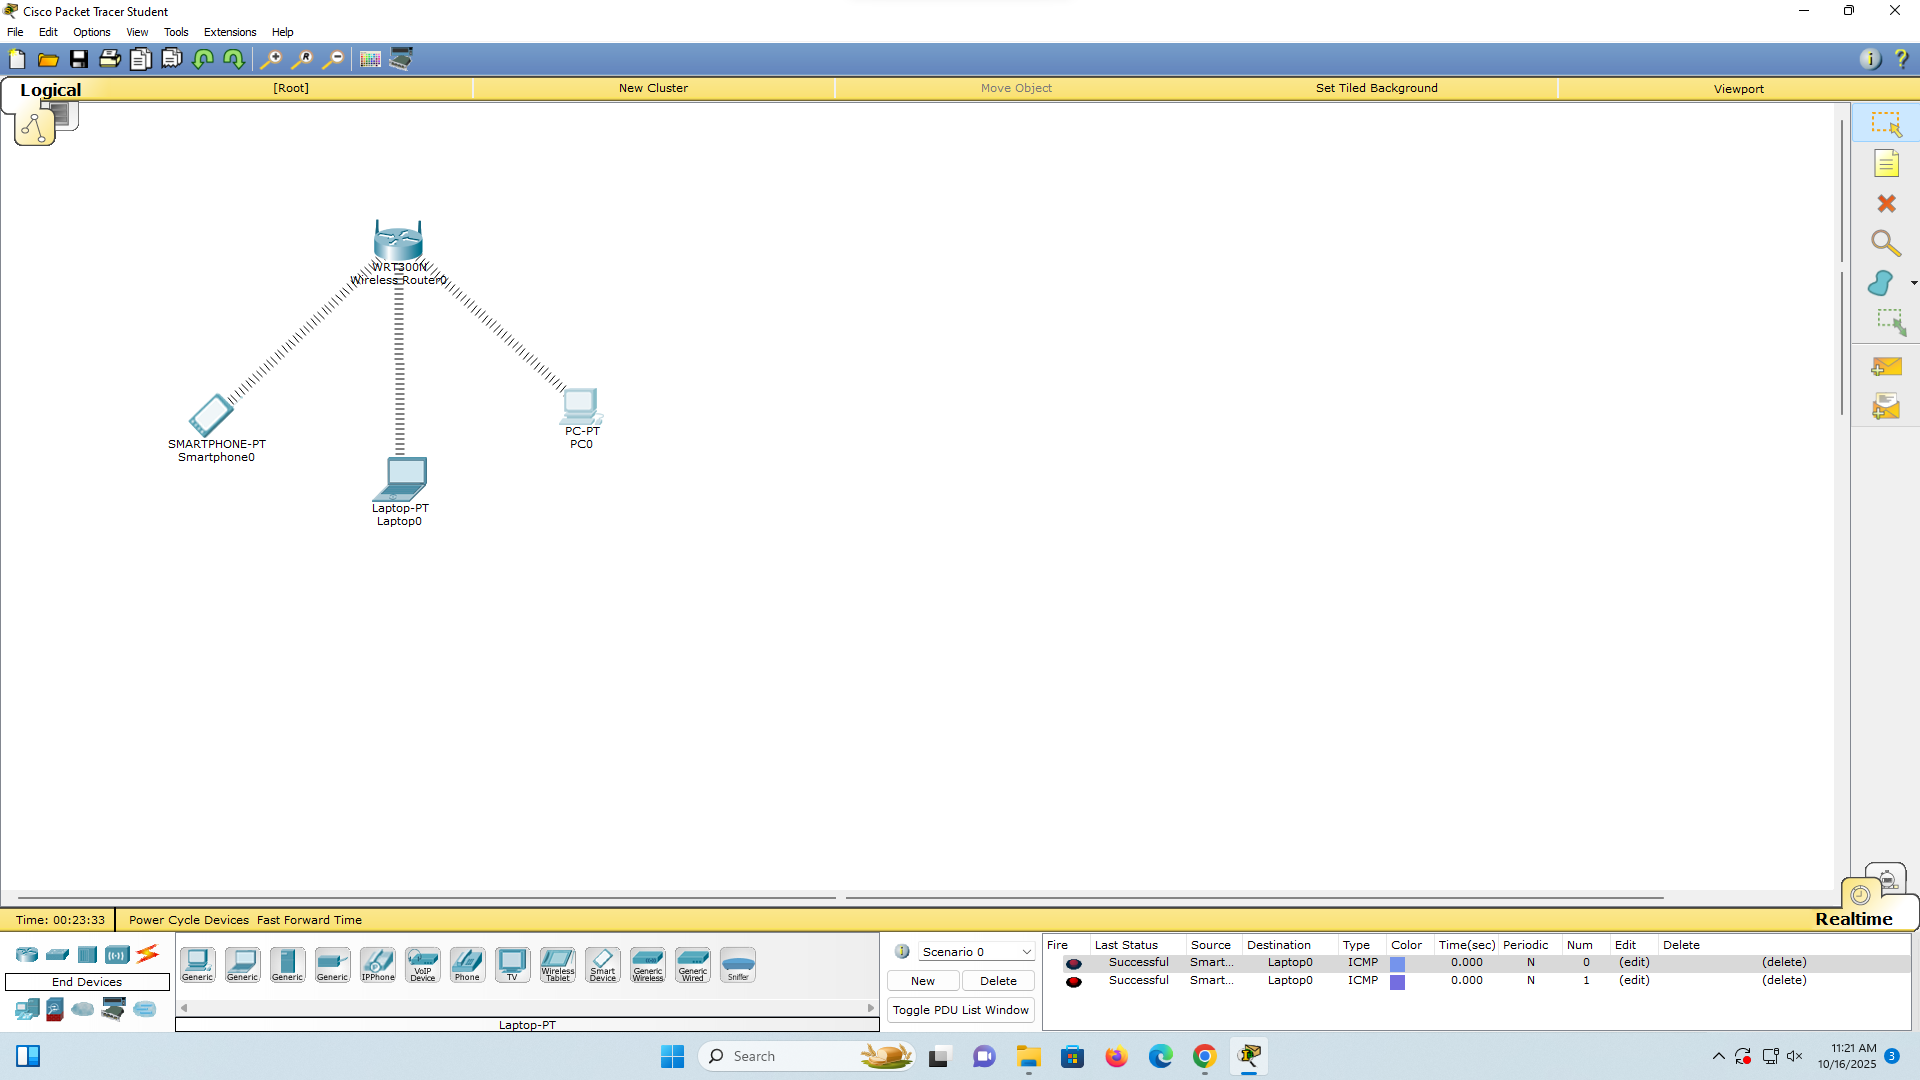 Cisco Packet Tracer Student
File Edit Options View Tools Extensions Help
Logical [Root] New Cluster Move Object Set Tiled Background Viewport
WRT300N
Wireless Router0
SMARTPHONE-PT
Smartphone0
PC-PT
PC0
Laptop-PT
Laptop0
Time: 00:23:33 Power Cycle Devices Fast Forward Time
Realtime
End Devices
Generic Generic Generic Generic IPPhone VoIP Device Phone TV Wireless Tablet Smart Device Generic Wireless Generic Wired Sniffer
Laptop-PT
Scenario 0
New Delete
Toggle PDU List Window
Fire Last Status Source Destination Type Color Time(sec) Periodic Num Edit Delete
Successful Smart... Laptop0 ICMP 0.000 N 0 (edit) (delete)
Successful Smart... Laptop0 ICMP 0.000 N 1 (edit) (delete)
Search
11:21 AM
10/16/2025
3